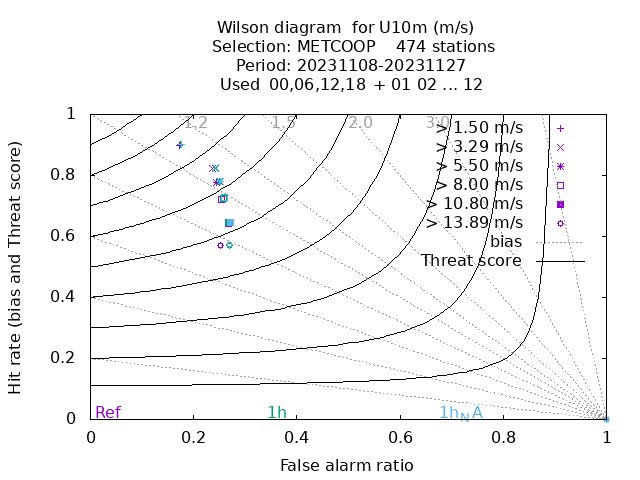 Wilson diagram  for U10m (m/s)
Selection: METCOOP    474 stations
Period: 20231108-20231127
Used  00,06,12,18  + 01 02 ... 12
Hit rate (bias and Threat score)
1
0.8
0.6
0.4
0.2
0
1.2 1.5 2.0 3.0
> 1.50 m/s
> 3.29 m/s
> 5.50 m/s
> 8.00 m/s
> 10.80 m/s
> 13.89 m/s
bias
Threat score
Ref 1h 1h_NA
0 0.2 0.4 0.6 0.8 1
False alarm ratio